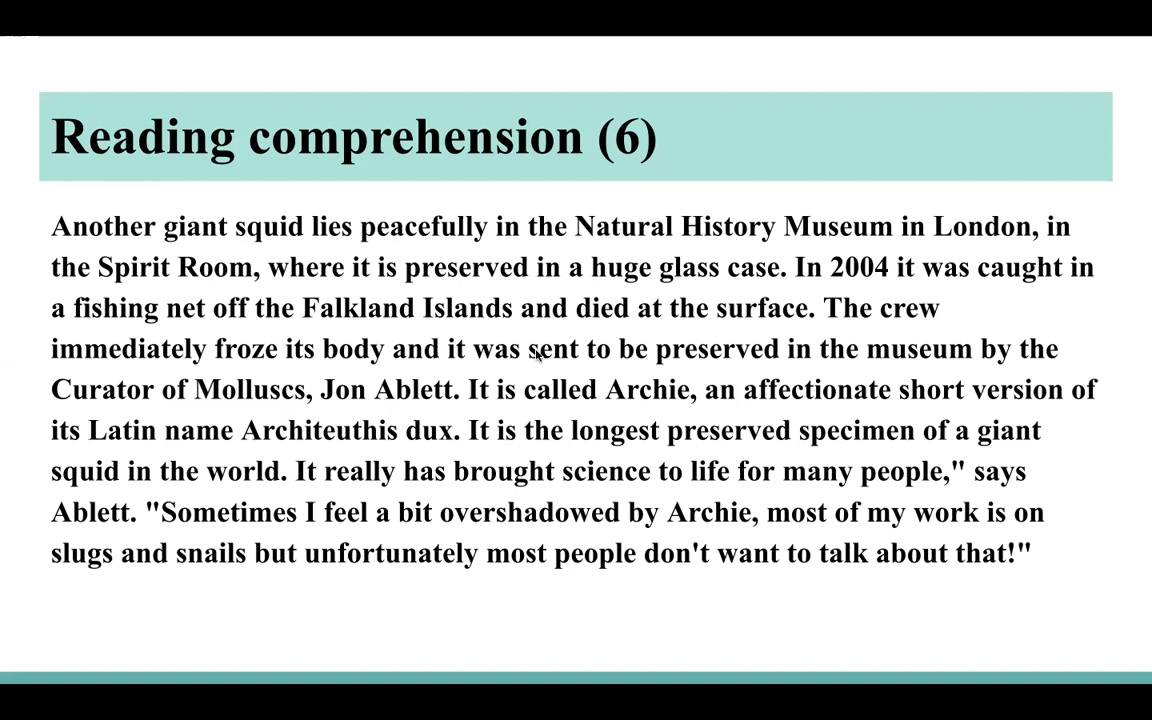 Reading comprehension (6)
Another giant squid lies peacefully in the Natural History Museum in London, in
the Spirit Room, where it is preserved in a huge glass case. In 2004 it was caught in
a fishing net off the Falkland Islands and died at the surface. The crew
immediately froze its body and it was sent to be preserved in the museum by the
Curator of Molluscs, Jon Ablett. It is called Archie, an affectionate short version of
its Latin name Architeuthis dux. It is the longest preserved specimen of a giant
squid in the world. It really has brought science to life for many people," says
Ablett. "Sometimes I feel a bit overshadowed by Archie, most of my work is on
slugs and snails but unfortunately most people don't want to talk about that!"